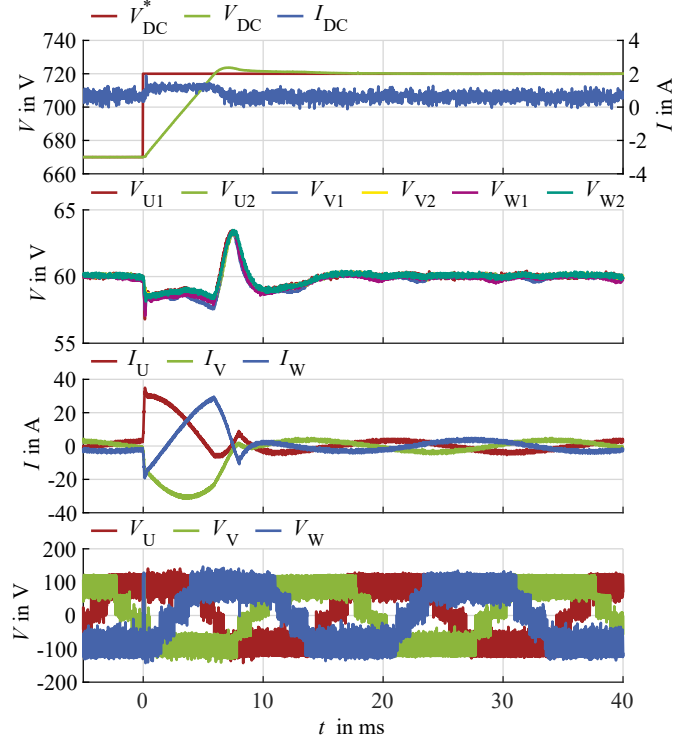 V*DC VDC IDC
740 4
720 2
700 0
680 -2
660 -4
V in V
I in A
VU1 VU2 VV1 VV2 VW1 VW2
65
60
55
V in V
IU IV IW
40
20
0
-20
-40
I in A
VU VV VW
200
100
0
-100
-200
V in V
0 10 20 30 40
t in ms